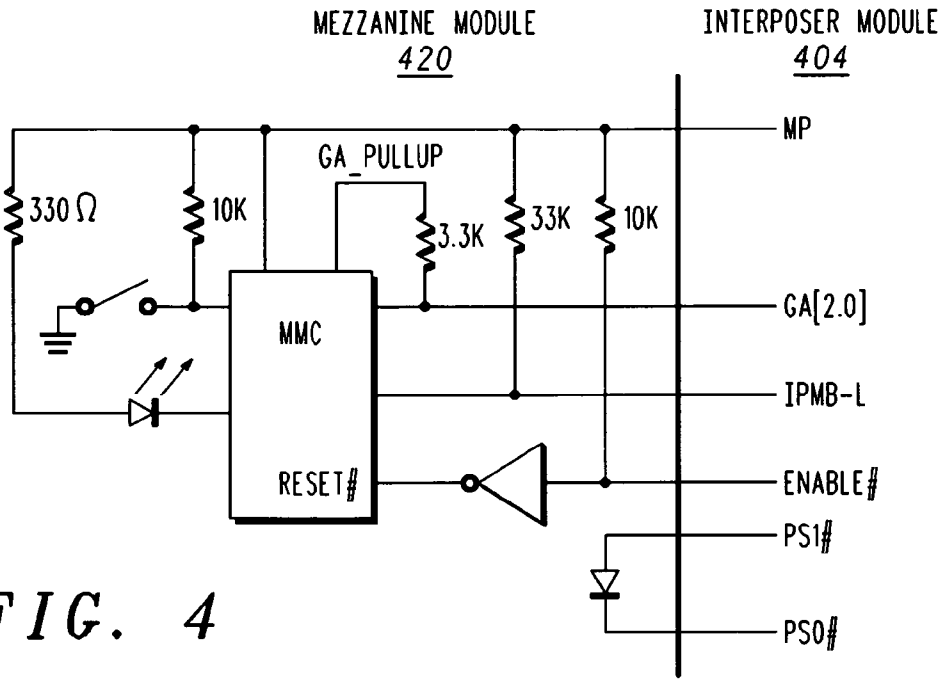 MEZZANINE MODULE
420
INTERPOSER MODULE
404
MP
GA_PULLUP
330 Ω
10K
3.3K
33K
10K
GA[2.0]
MMC
IPMB-L
RESET#
ENABLE#
PS1#
PS0#
FIG. 4